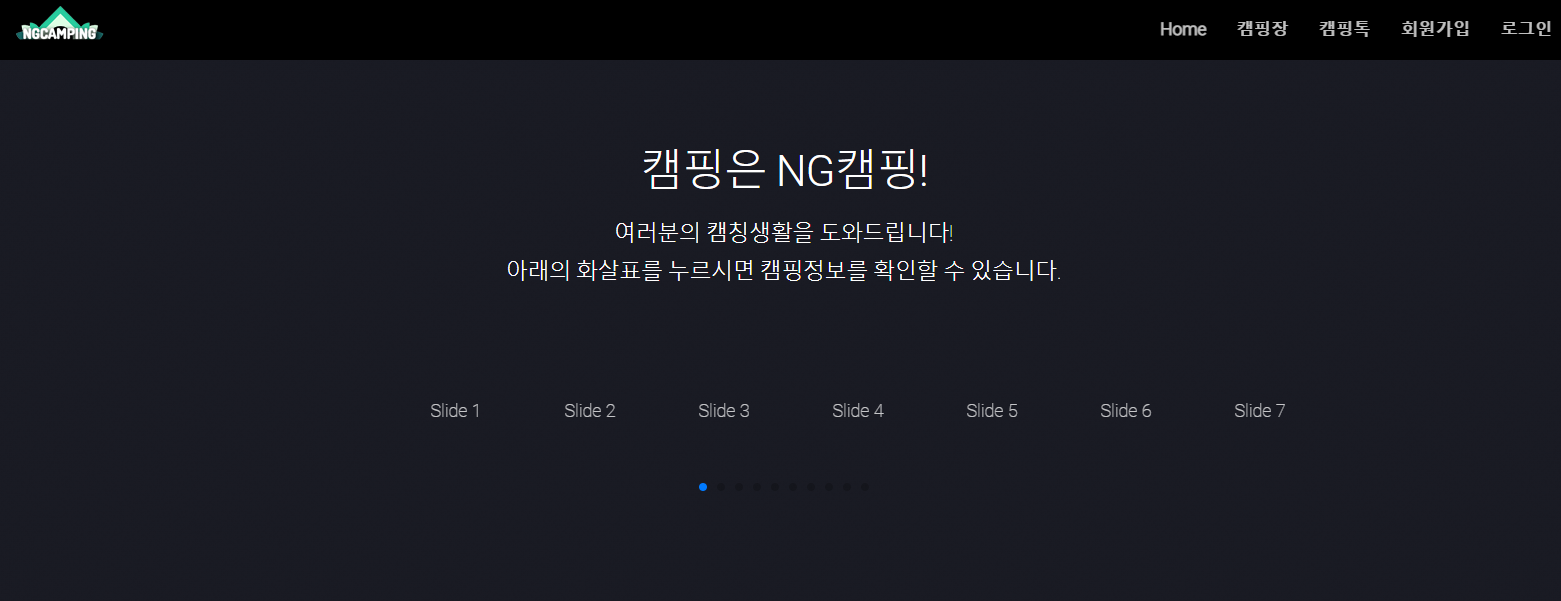 NGCAMPING
Home 캠핑장 캠핑톡 회원가입 로그인
캠핑은 NG캠핑!
여러분의 캠칭생활을 도와드립니다!
아래의 화살표를 누르시면 캠핑정보를 확인할 수 있습니다.
Slide 1 Slide 2 Slide 3 Slide 4 Slide 5 Slide 6 Slide 7